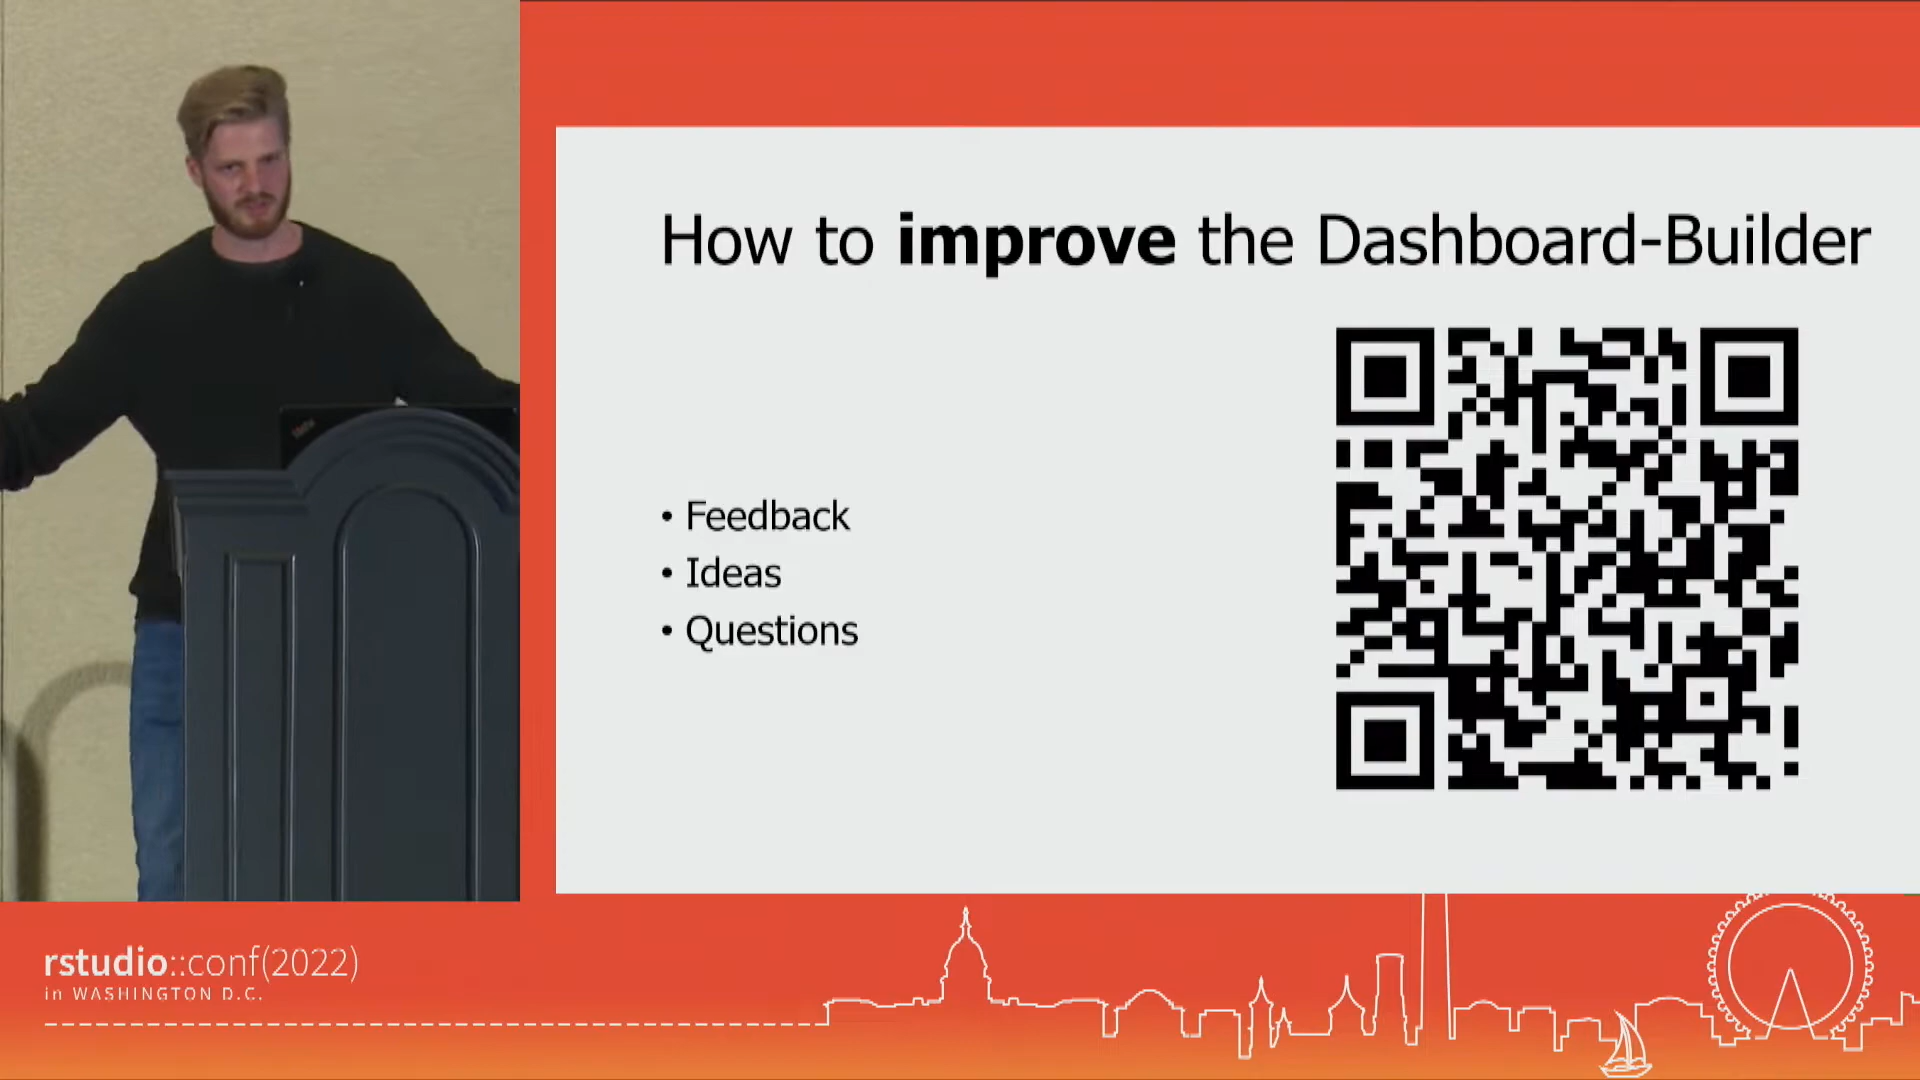 How to improve the Dashboard-Builder
• Feedback
• Ideas
• Questions
rstudio::conf(2022)
in WASHINGTON D.C.